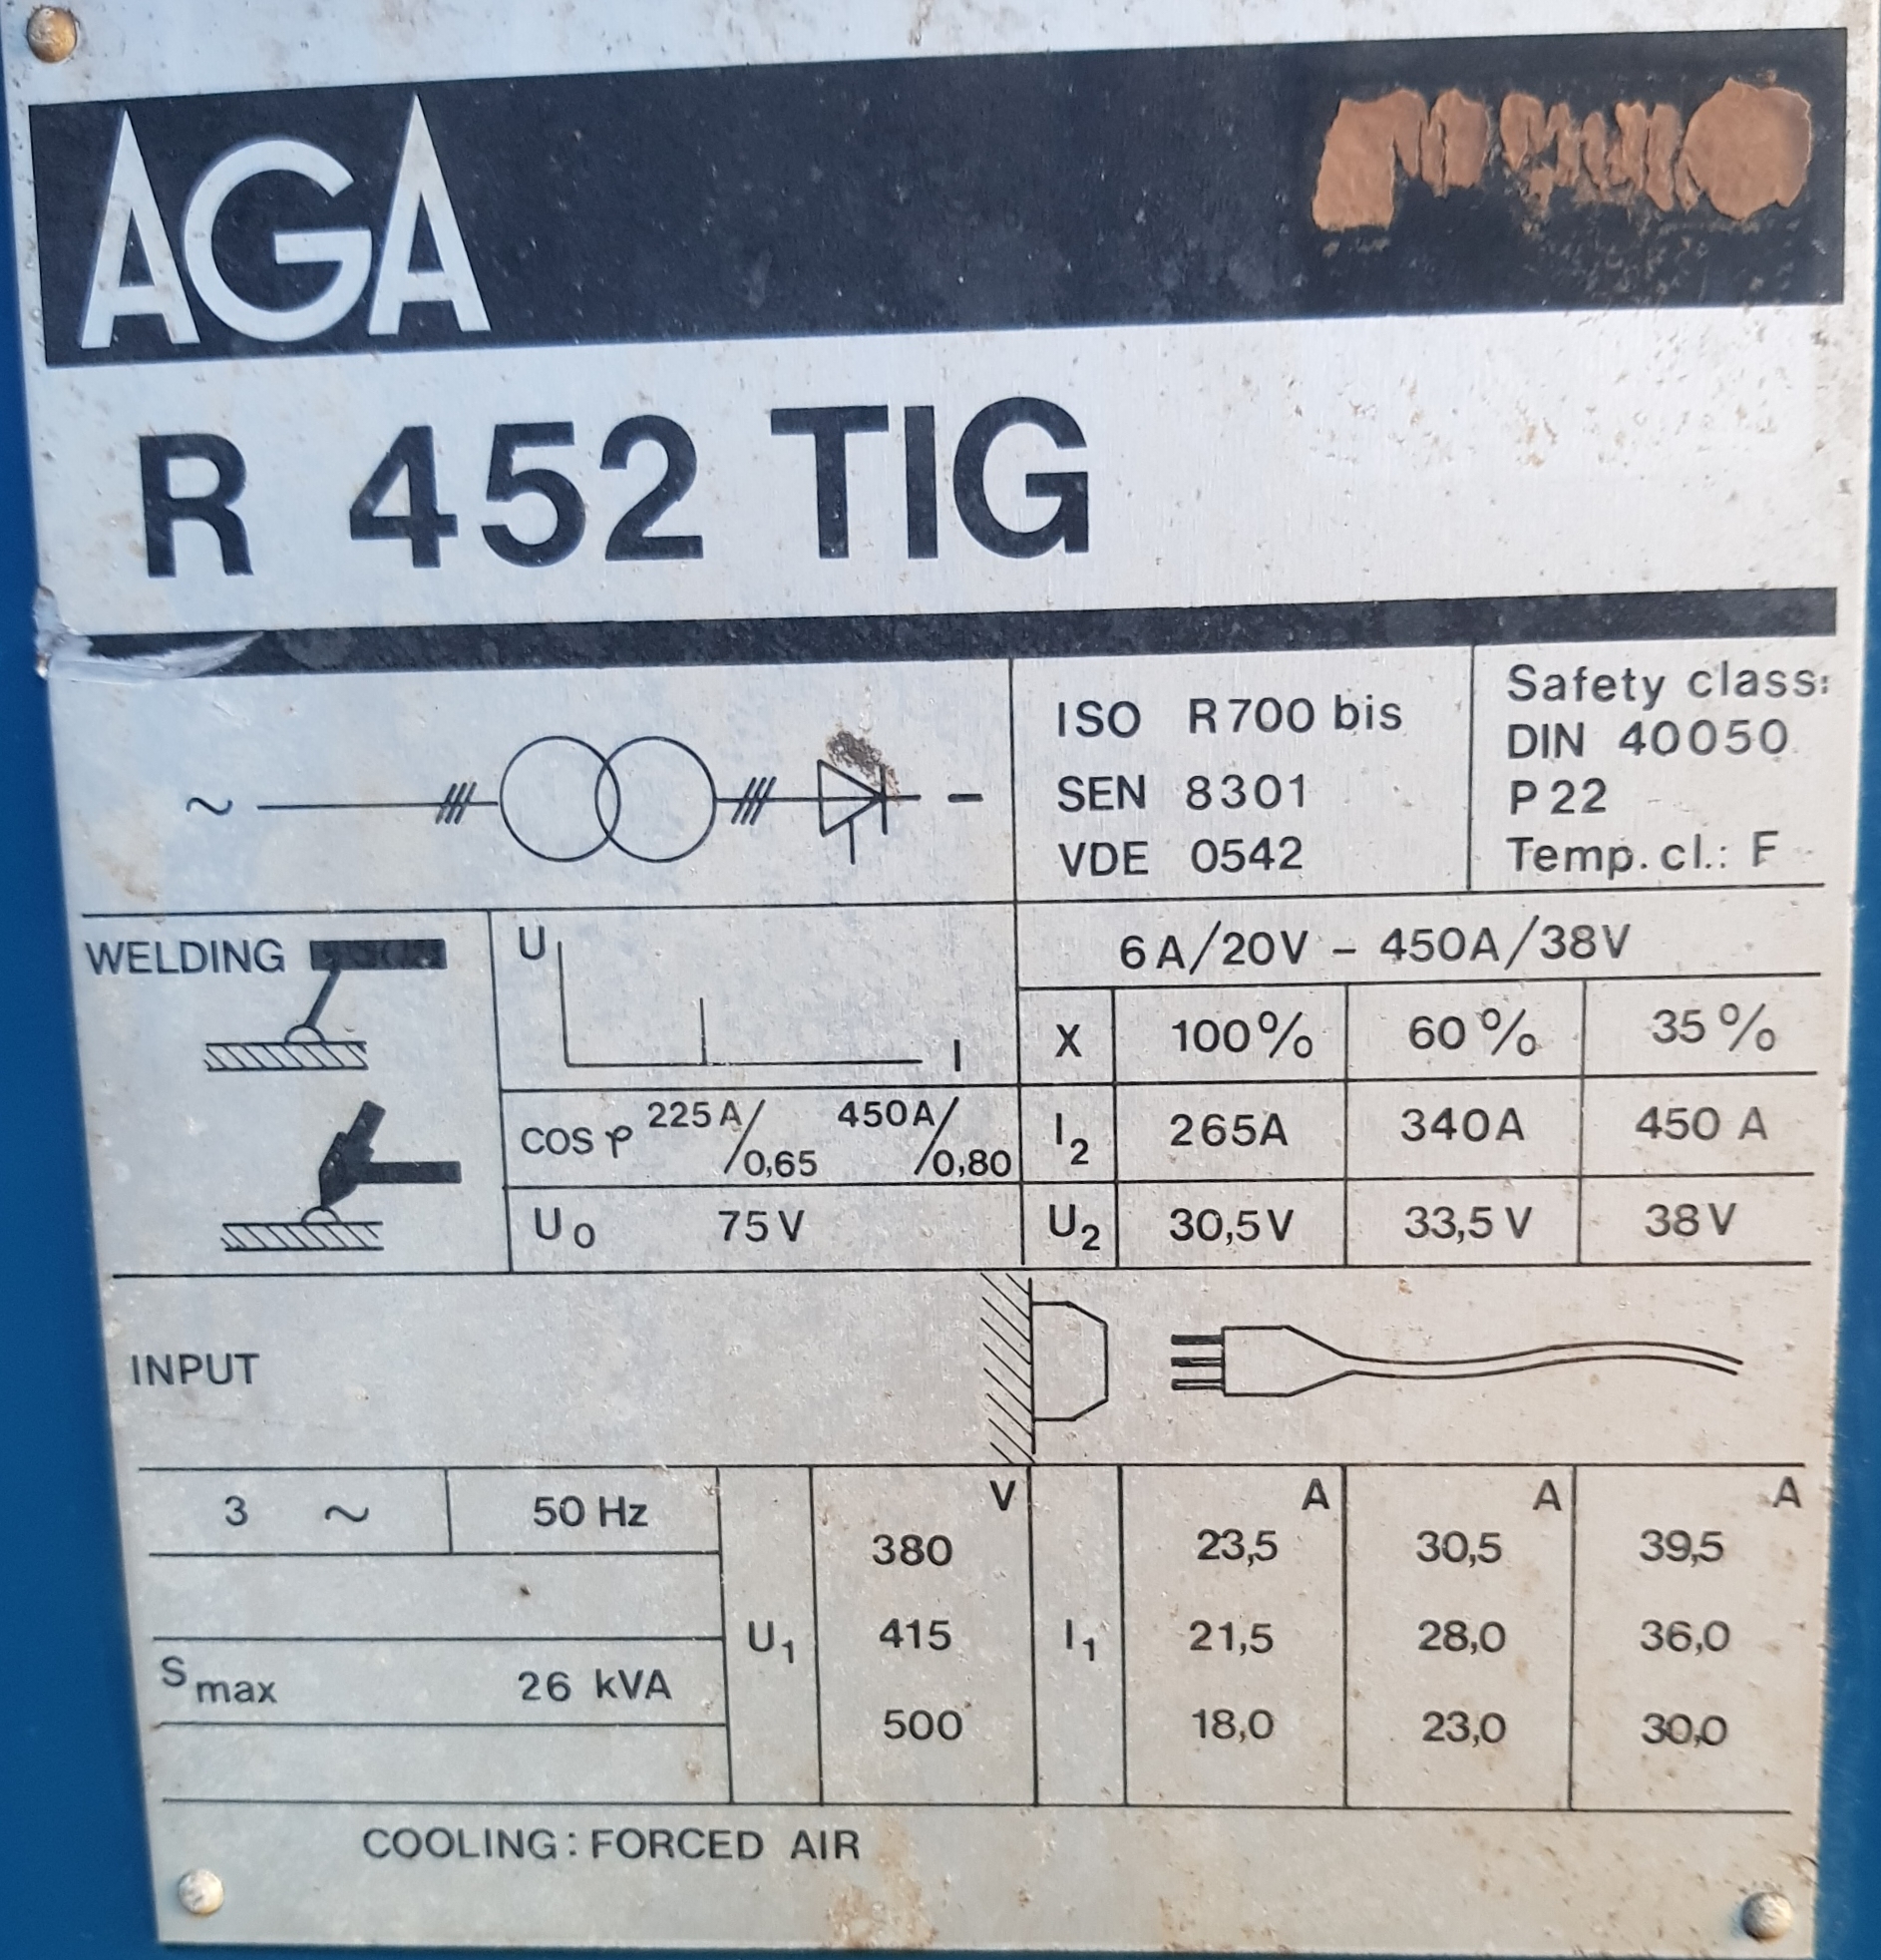 AGA
R 452 TIG
ISO R700 bis
SEN 8301
VDE 0542
Safety class:
DIN 40050
P22
Temp. cl.: F
~ –
WELDING
U
I
6A/20V – 450A/38V
X 100% 60% 35%
cos φ 225A/0,65 450A/0,80
I2 265A 340A 450 A
U0 75V
U2 30,5V 33,5V 38V
INPUT
3 ~ 50 Hz
Smax 26 kVA
U1 V I1 A A A
380 23,5 30,5 39,5
415 21,5 28,0 36,0
500 18,0 23,0 30,0
COOLING: FORCED AIR